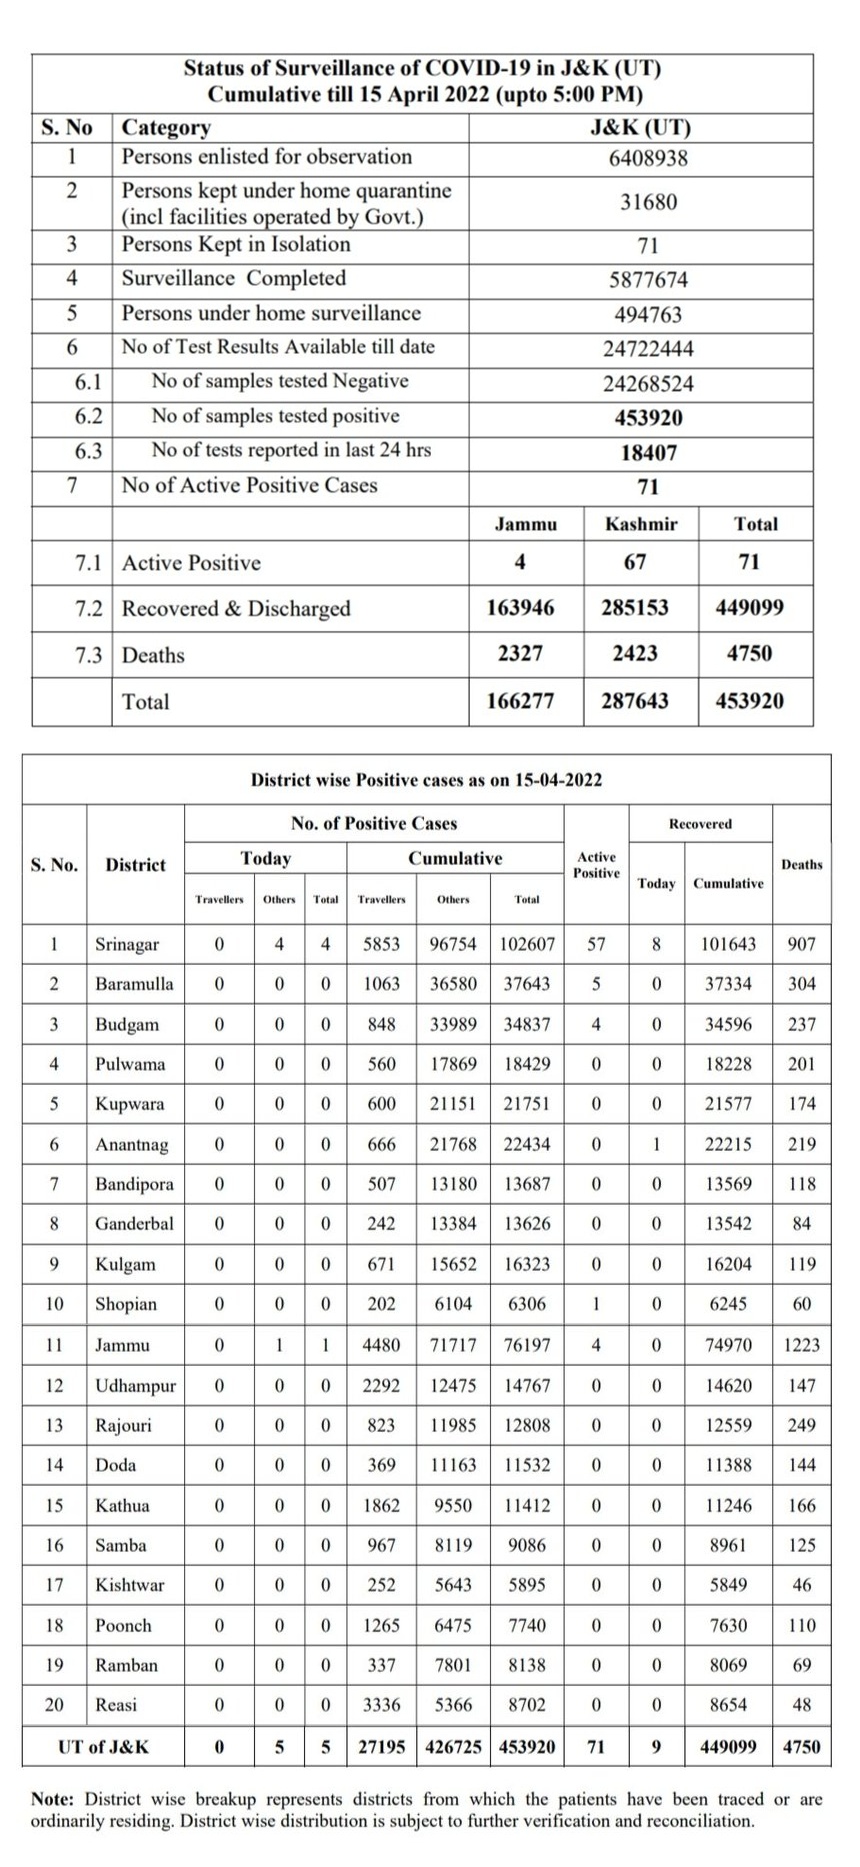 Status of Surveillance of COVID-19 in J&K (UT)
Cumulative till 15 April 2022 (upto 5:00 PM)
S. No Category J&K (UT)
1 Persons enlisted for observation 6408938
2 Persons kept under home quarantine
(incl facilities operated by Govt.) 31680
3 Persons Kept in Isolation 71
4 Surveillance Completed 5877674
5 Persons under home surveillance 494763
6 No of Test Results Available till date 24722444
6.1 No of samples tested Negative 24268524
6.2 No of samples tested positive 453920
6.3 No of tests reported in last 24 hrs 18407
7 No of Active Positive Cases 71
Jammu Kashmir Total
7.1 Active Positive 4 67 71
7.2 Recovered & Discharged 163946 285153 449099
7.3 Deaths 2327 2423 4750
Total 166277 287643 453920
District wise Positive cases as on 15-04-2022
S. No. District No. of Positive Cases Active Positive Recovered Deaths
Today Cumulative Today Cumulative
Travellers Others Total Travellers Others Total
1 Srinagar 0 4 4 5853 96754 102607 57 8 101643 907
2 Baramulla 0 0 0 1063 36580 37643 5 0 37334 304
3 Budgam 0 0 0 848 33989 34837 4 0 34596 237
4 Pulwama 0 0 0 560 17869 18429 0 0 18228 201
5 Kupwara 0 0 0 600 21151 21751 0 0 21577 174
6 Anantnag 0 0 0 666 21768 22434 0 1 22215 219
7 Bandipora 0 0 0 507 13180 13687 0 0 13569 118
8 Ganderbal 0 0 0 242 13384 13626 0 0 13542 84
9 Kulgam 0 0 0 671 15652 16323 0 0 16204 119
10 Shopian 0 0 0 202 6104 6306 1 0 6245 60
11 Jammu 0 1 1 4480 71717 76197 4 0 74970 1223
12 Udhampur 0 0 0 2292 12475 14767 0 0 14620 147
13 Rajouri 0 0 0 823 11985 12808 0 0 12559 249
14 Doda 0 0 0 369 11163 11532 0 0 11388 144
15 Kathua 0 0 0 1862 9550 11412 0 0 11246 166
16 Samba 0 0 0 967 8119 9086 0 0 8961 125
17 Kishtwar 0 0 0 252 5643 5895 0 0 5849 46
18 Poonch 0 0 0 1265 6475 7740 0 0 7630 110
19 Ramban 0 0 0 337 7801 8138 0 0 8069 69
20 Reasi 0 0 0 3336 5366 8702 0 0 8654 48
UT of J&K 0 5 5 27195 426725 453920 71 9 449099 4750
Note: District wise breakup represents districts from which the patients have been traced or are
ordinarily residing. District wise distribution is subject to further verification and reconciliation.